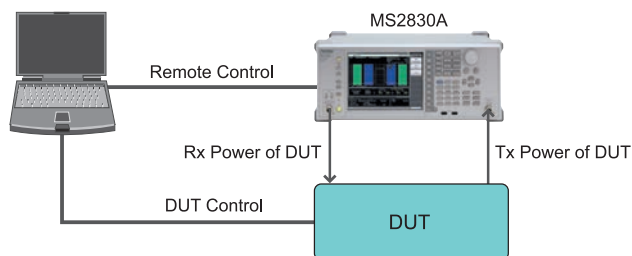 MS2830A
Remote Control
Rx Power of DUT
Tx Power of DUT
DUT Control
DUT